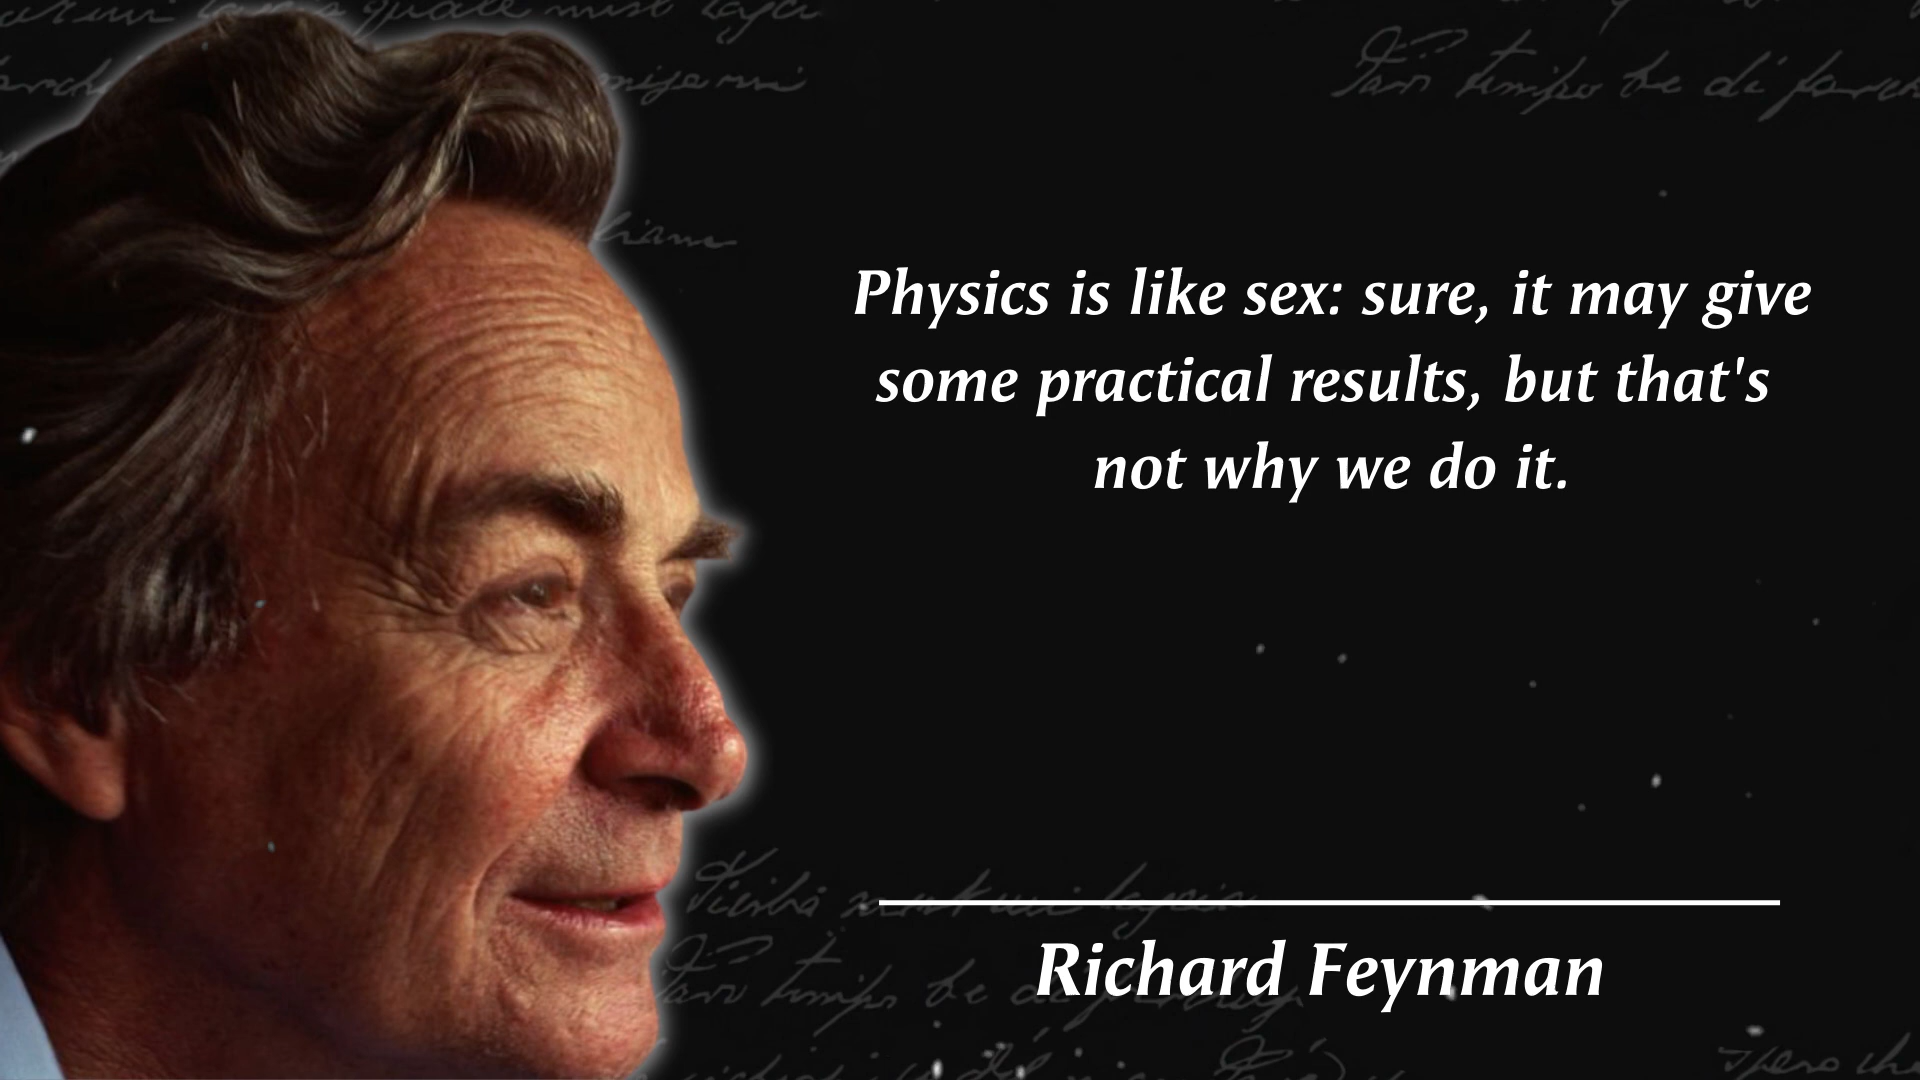 Physics is like sex: sure, it may give
some practical results, but that's
not why we do it.
Richard Feynman